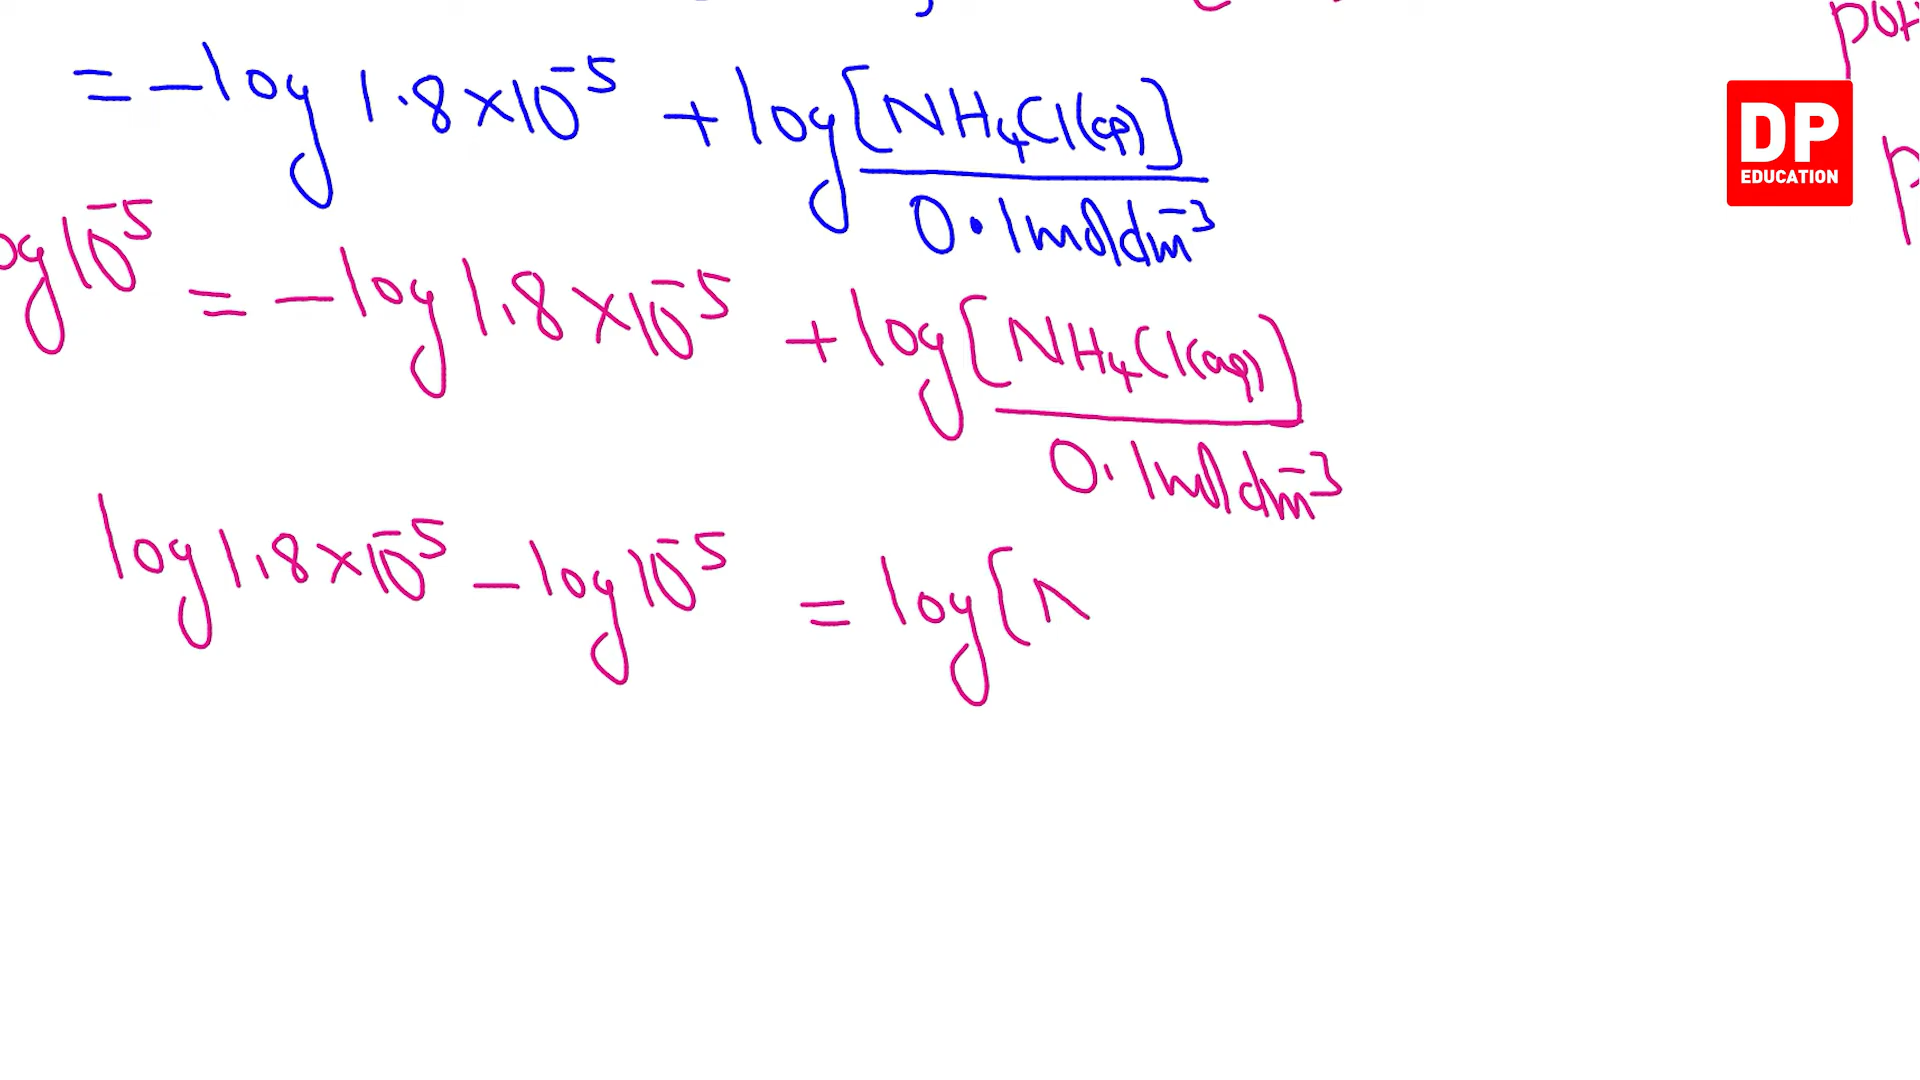 = -log 1.8×10⁻⁵ + log [NH₄Cl(aq)]
0.1 mol dm⁻³
DP
EDUCATION
og 10⁻⁵ = -log 1.8×10⁻⁵ + log [NH₄Cl(aq)]
0.1 mol dm⁻³
log 1.8×10⁻⁵ - log 10⁻⁵ = log [N